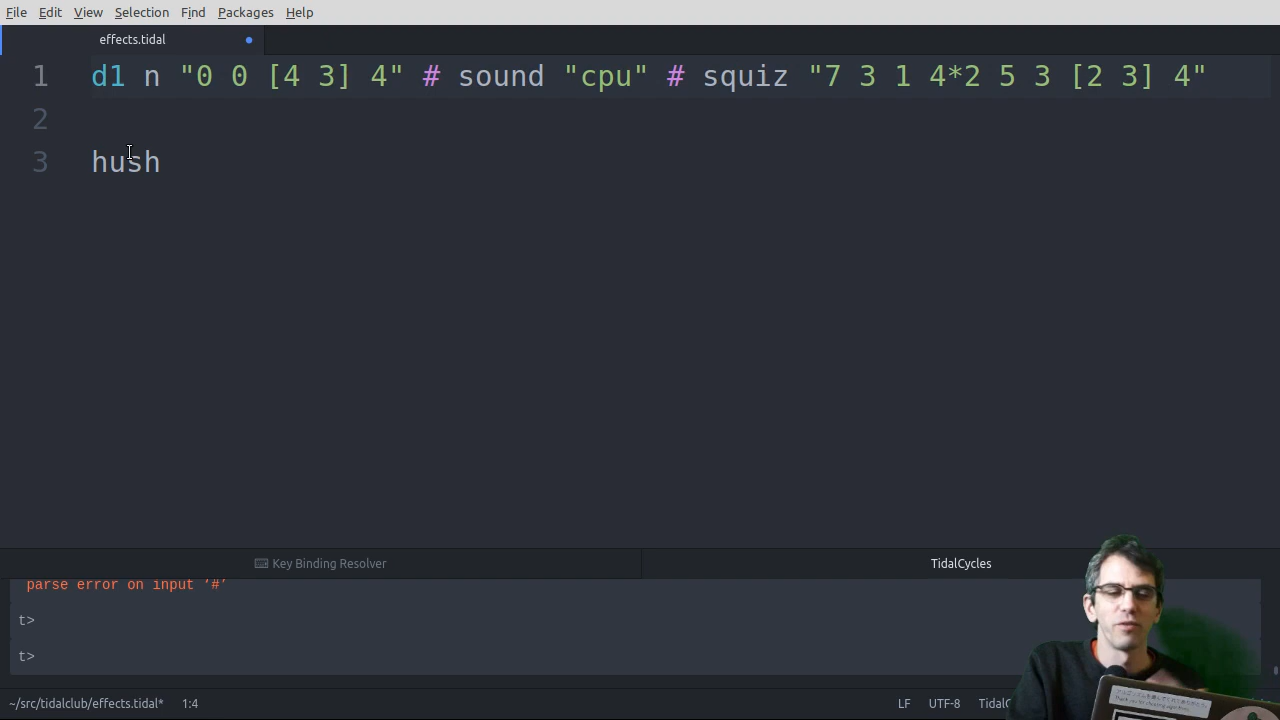 File Edit View Selection Find Packages Help
effects.tidal
1 d1 n "0 0 [4 3] 4" # sound "cpu" # squiz "7 3 1 4*2 5 3 [2 3] 4"
2
3 hush
Key Binding Resolver TidalCycles
parse error on input ‘#’
t>
t>
~/src/tidalclub/effects.tidal* 1:4 LF UTF-8